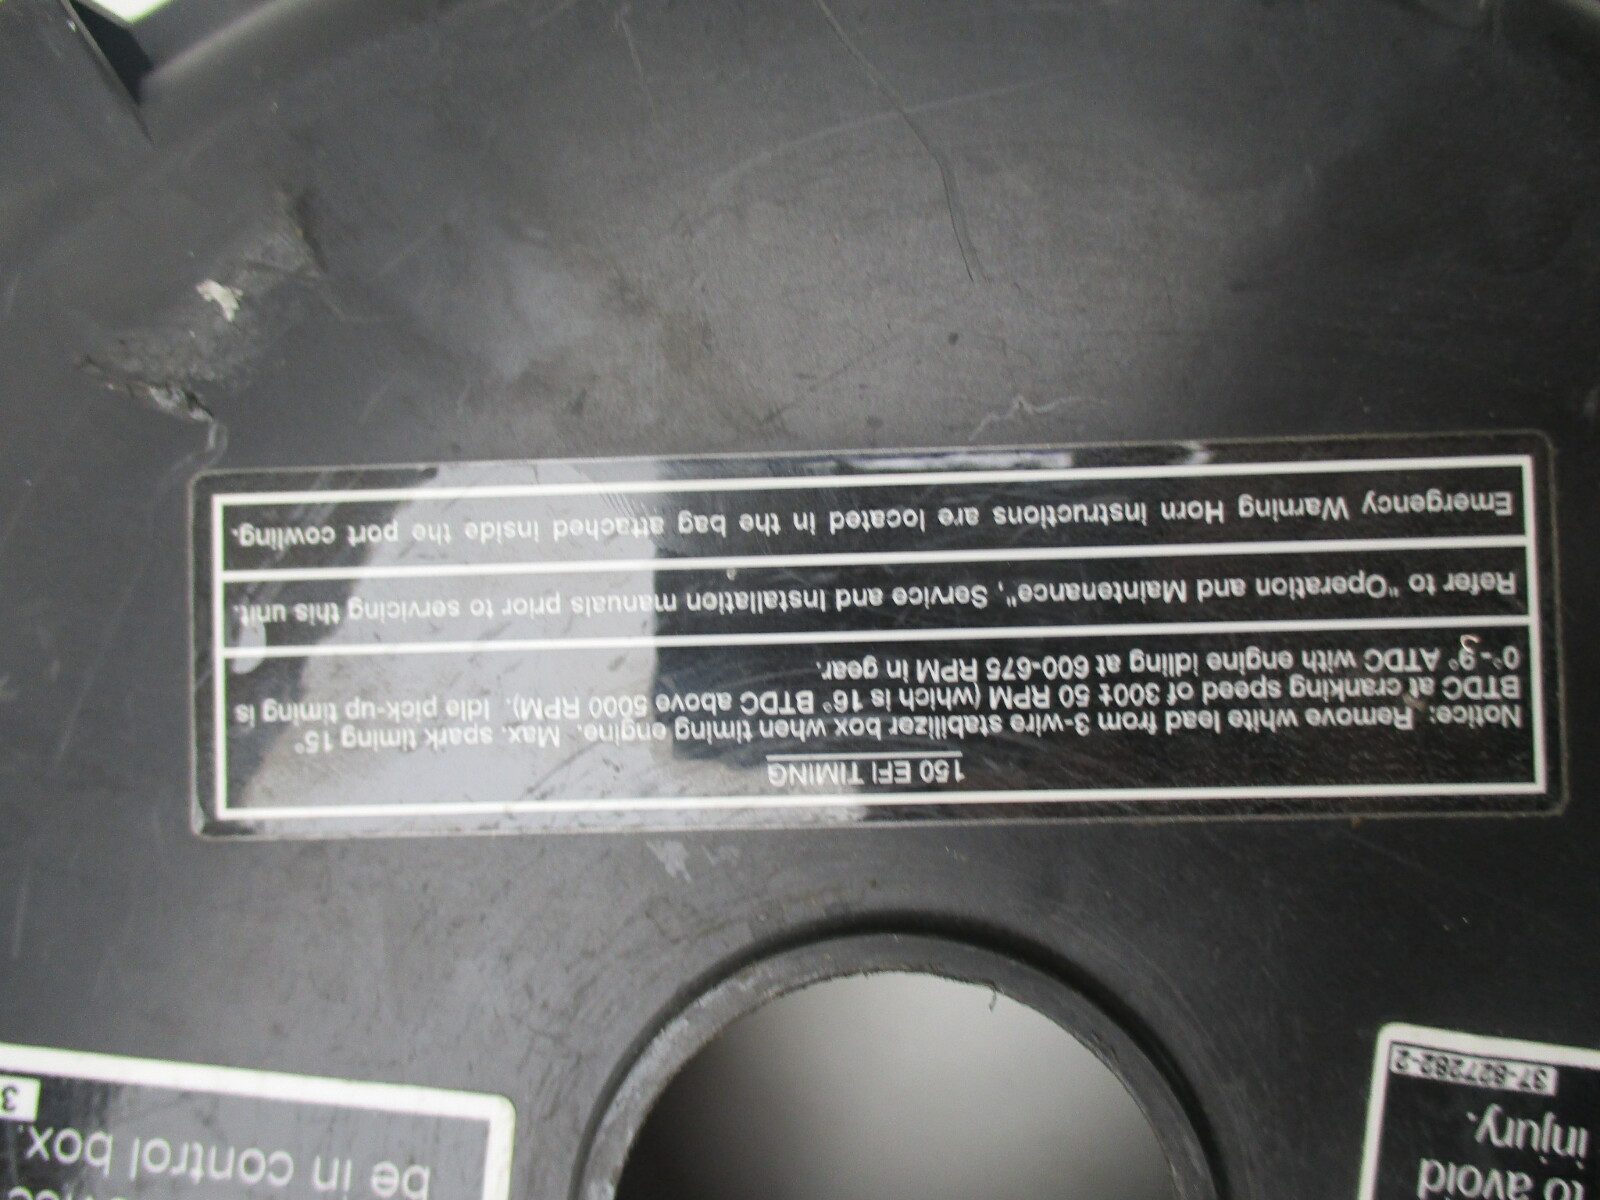 to avoid
injury.
37-827282-2
be in control box.
3
150 EFI TIMING
Notice: Remove white lead from 3-wire stabilizer box when timing engine. Max. spark timing 15°
BTDC at cranking speed of 300± 50 RPM (which is 16° BTDC above 5000 RPM). Idle pick-up timing is
0°-9° ATDC with engine idling at 600-675 RPM in gear.
Refer to "Operation and Maintenance", Service and Installation manuals prior to servicing this unit.
Emergency Warning Horn instructions are located in the bag attached inside the port cowling.